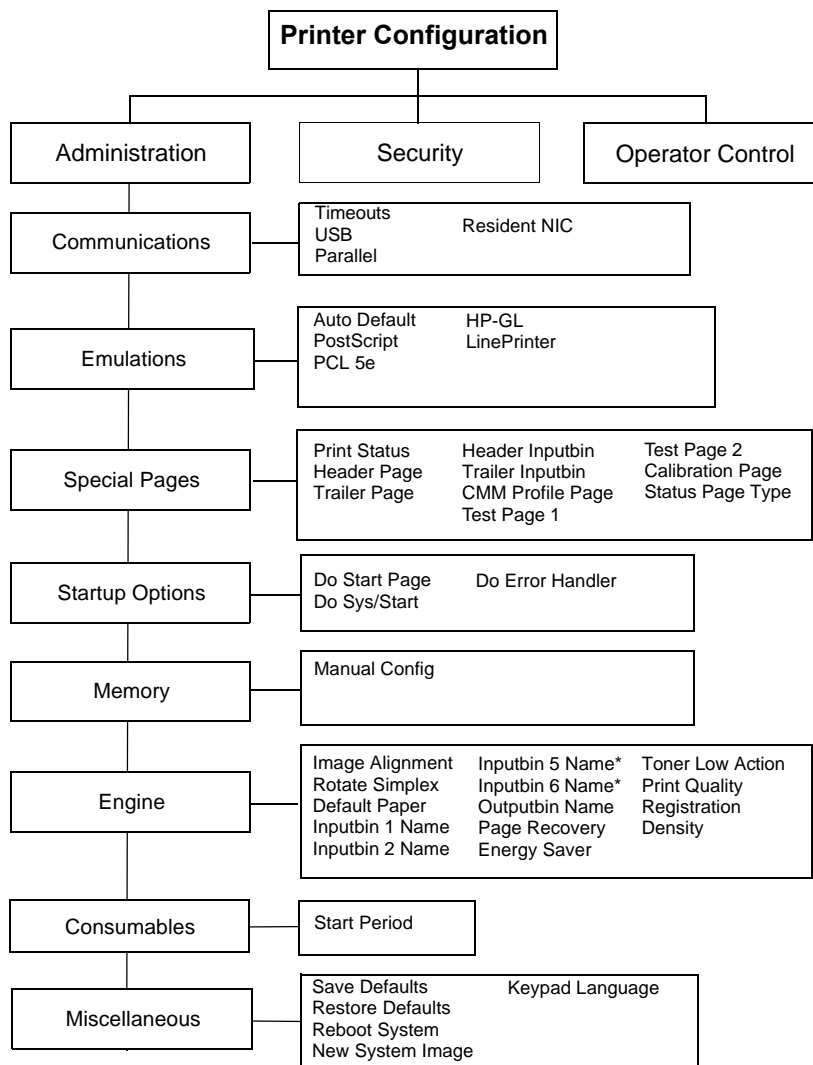 Printer Configuration
Administration
Security
Operator Control
Communications
Timeouts
USB
Parallel
Resident NIC
Emulations
Auto Default
PostScript
PCL 5e
HP-GL
LinePrinter
Special Pages
Print Status
Header Page
Trailer Page
Header Inputbin
Trailer Inputbin
CMM Profile Page
Test Page 1
Test Page 2
Calibration Page
Status Page Type
Startup Options
Do Start Page
Do Sys/Start
Do Error Handler
Memory
Manual Config
Engine
Image Alignment
Rotate Simplex
Default Paper
Inputbin 1 Name
Inputbin 2 Name
Inputbin 5 Name*
Inputbin 6 Name*
Outputbin Name
Page Recovery
Energy Saver
Toner Low Action
Print Quality
Registration
Density
Consumables
Start Period
Miscellaneous
Save Defaults
Restore Defaults
Reboot System
New System Image
Keypad Language